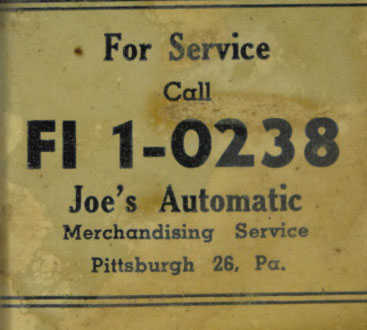 For Service
Call
FI 1-0238
Joe's Automatic
Merchandising Service
Pittsburgh 26, Pa.